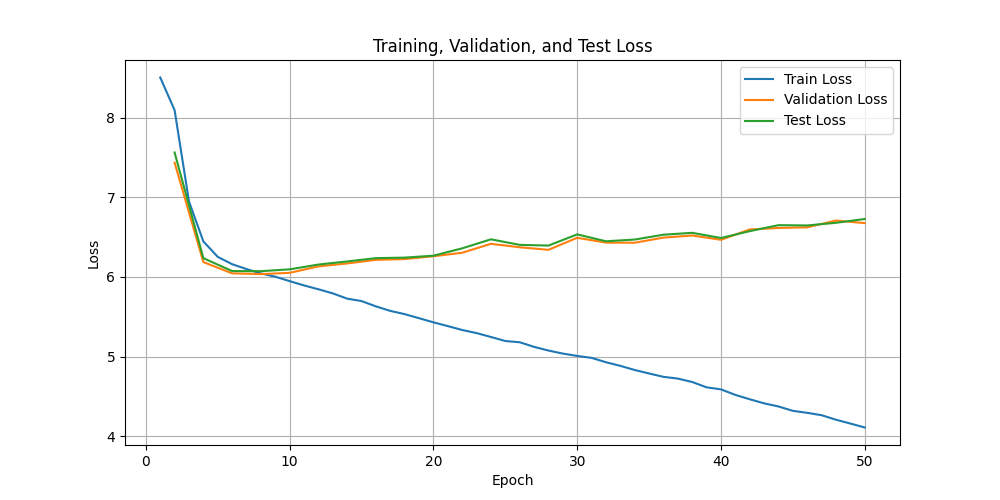 Training, Validation, and Test Loss
Train Loss
Validation Loss
Test Loss
8
7
6
5
4
Loss
0 10 20 30 40 50
Epoch